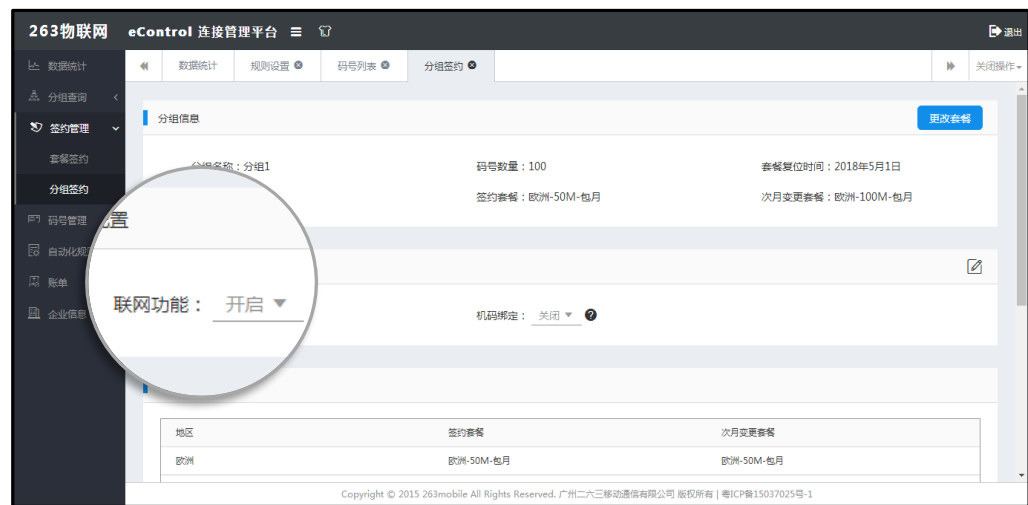 263物联网 eControl 连接管理平台 退出
数据统计 数据统计 规则设置 码号列表 分组签约 关闭操作
分组查询
签约管理
套餐签约
分组签约
码号管理
自动化规
账单
企业信息
分组信息 更改套餐
分组名称：分组1 码号数量：100 套餐复位时间：2018年5月1日
签约套餐：欧洲-50M-包月 次月变更套餐：欧洲-100M-包月
配置
联网功能： 开启
机码绑定： 关闭 ?
地区 签约套餐 次月变更套餐
欧洲 欧洲-50M-包月 欧洲-50M-包月
Copyright © 2015 263mobile All Rights Reserved. 广州二六三移动通信有限公司 版权所有 | 粤ICP备15037025号-1